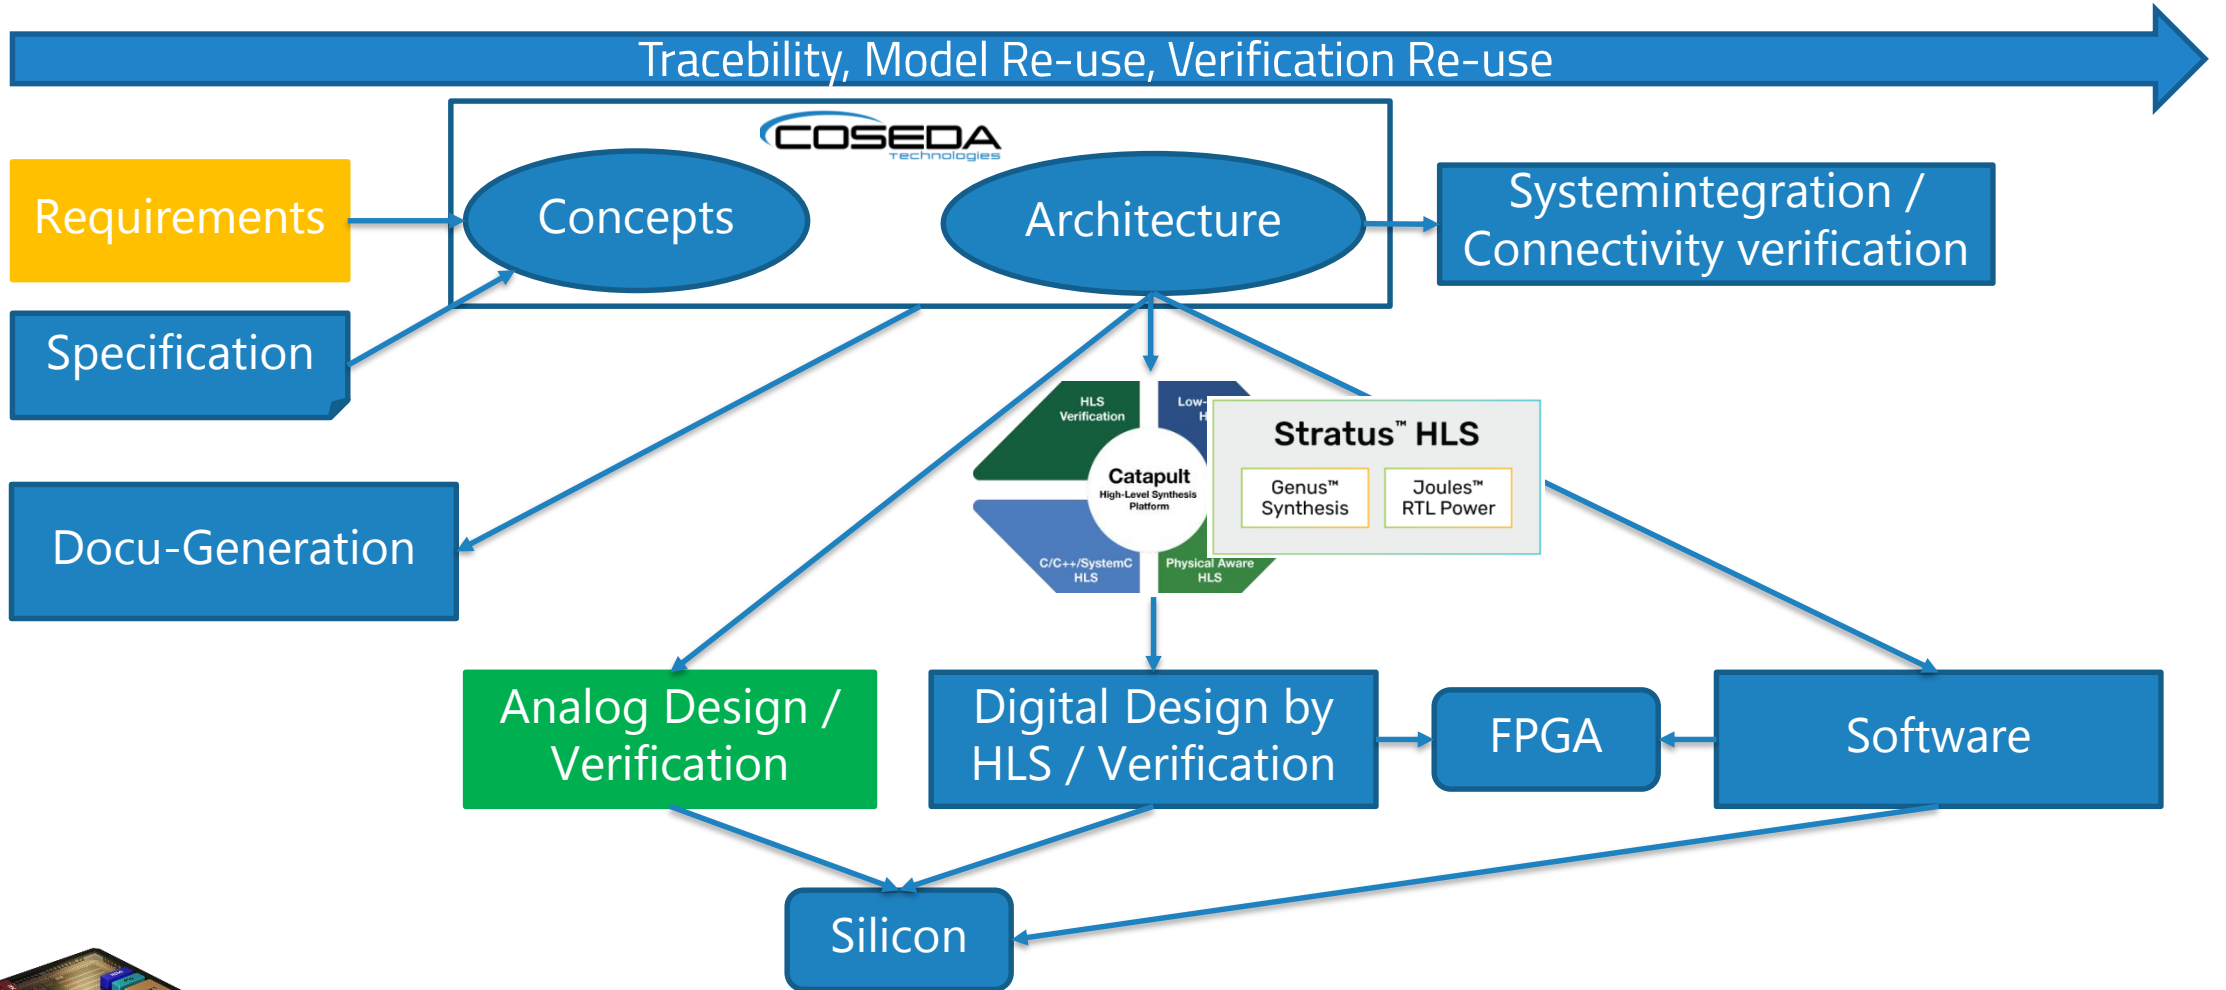 Tracebility, Model Re-use, Verification Re-use
COSEDA
Technologies
Requirements
Concepts
Architecture
Systemintegration /
Connectivity verification
Specification
HLS
Verification
Low-
H
Stratus™ HLS
Catapult
High-Level Synthesis
Platform
Genus™
Synthesis
Joules™
RTL Power
Docu-Generation
C/C++/SystemC
HLS
Physical Aware
HLS
Analog Design /
Verification
Digital Design by
HLS / Verification
FPGA
Software
Silicon